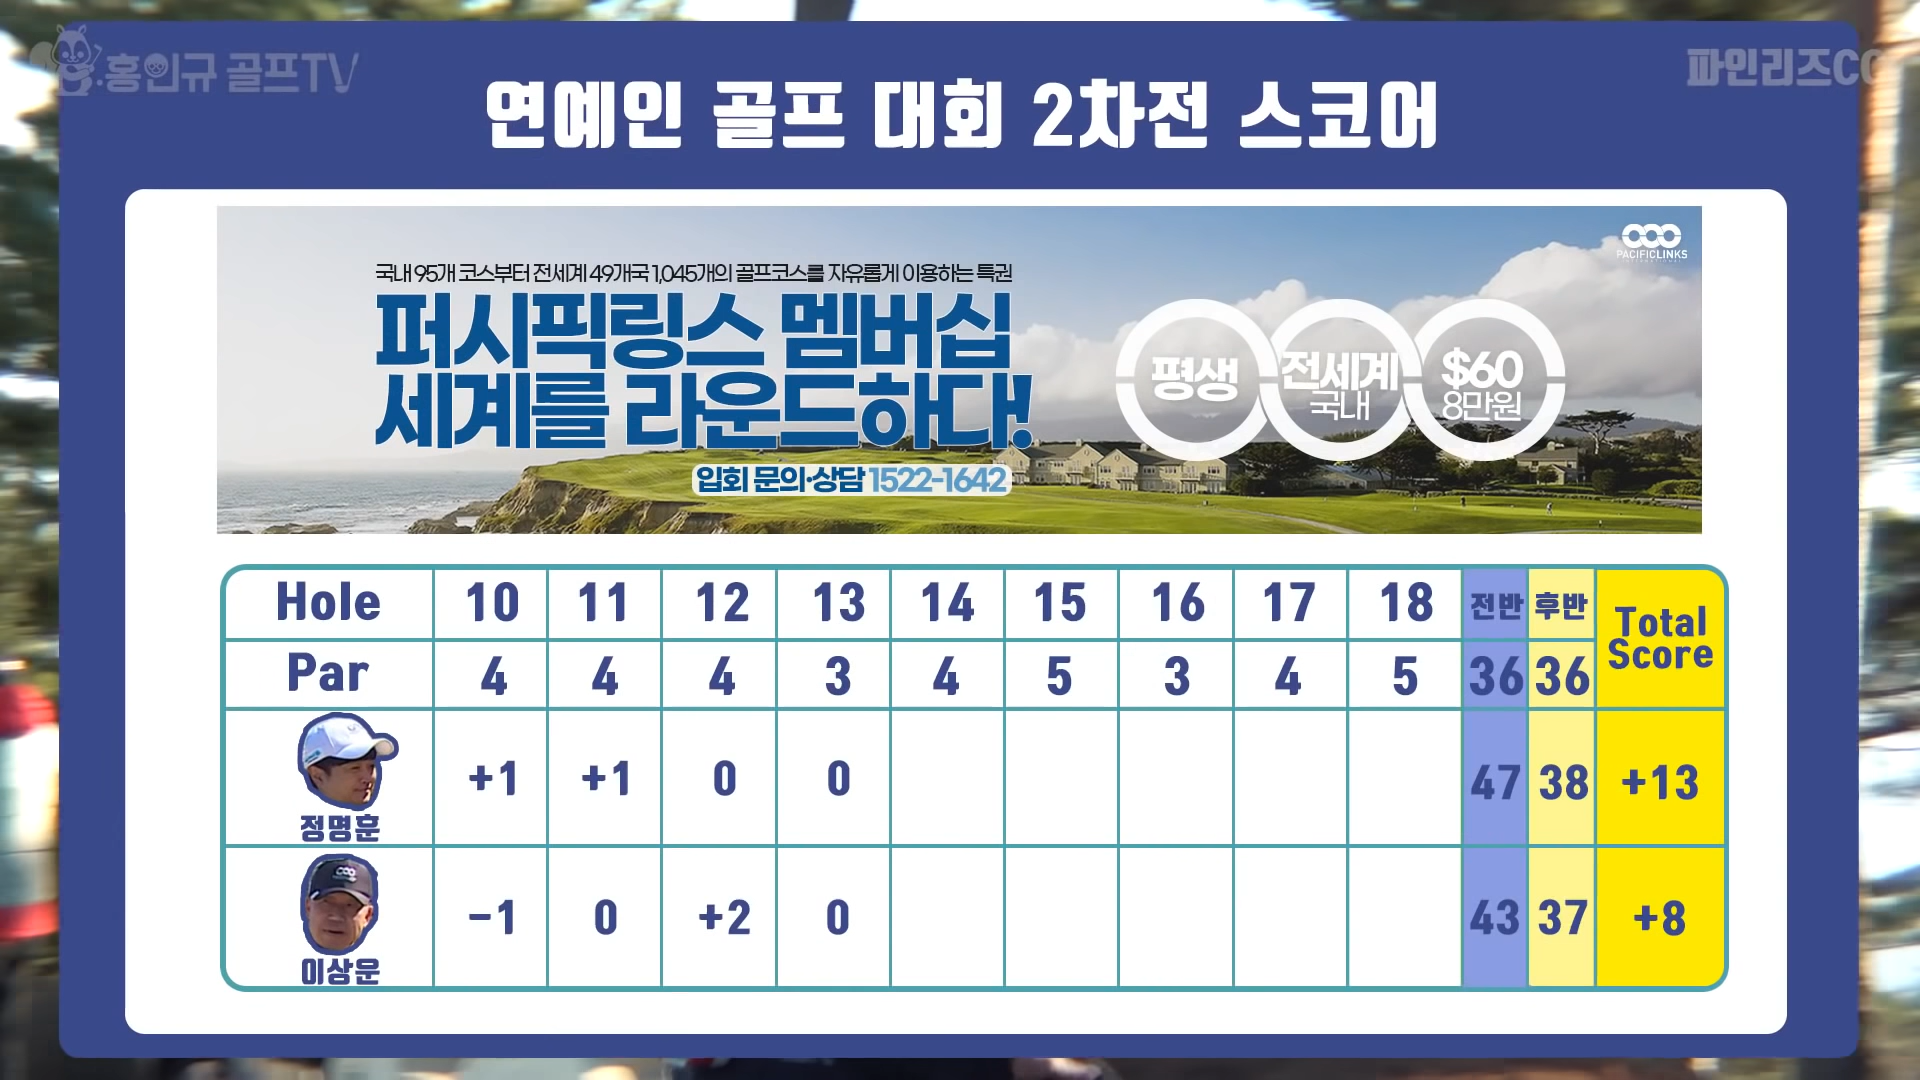 홍인규 골프TV
파인리즈CC
연예인 골프 대회 2차전 스코어
PACIFICLINKS
INTERNATIONAL
국내 95개 코스부터 전세계 49개국 1,045개의 골프코스를 자유롭게 이용하는 특권
퍼시픽링스 멤버십
세계를 라운드하다!
평생 전세계 $60
국내 8만원
입회 문의·상담 1522-1642
Hole 10 11 12 13 14 15 16 17 18 전반 후반 Total Score
Par 4 4 4 3 4 5 3 4 5 36 36
정명훈 +1 +1 0 0 47 38 +13
이상운 -1 0 +2 0 43 37 +8